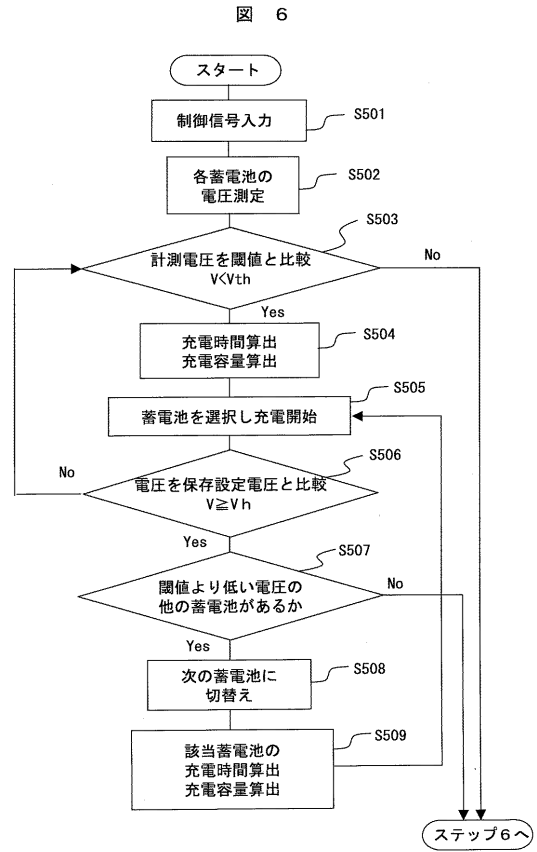 図 6
スタート
制御信号入力
S501
各蓄電池の
電圧測定
S502
計測電圧を閾値と比較
V<Vth
S503
No
Yes
充電時間算出
充電容量算出
S504
蓄電池を選択し充電開始
S505
電圧を保存設定電圧と比較
V≧Vh
S506
No
Yes
閾値より低い電圧の
他の蓄電池があるか
S507
No
Yes
次の蓄電池に
切替え
S508
該当蓄電池の
充電時間算出
充電容量算出
S509
ステップ6へ